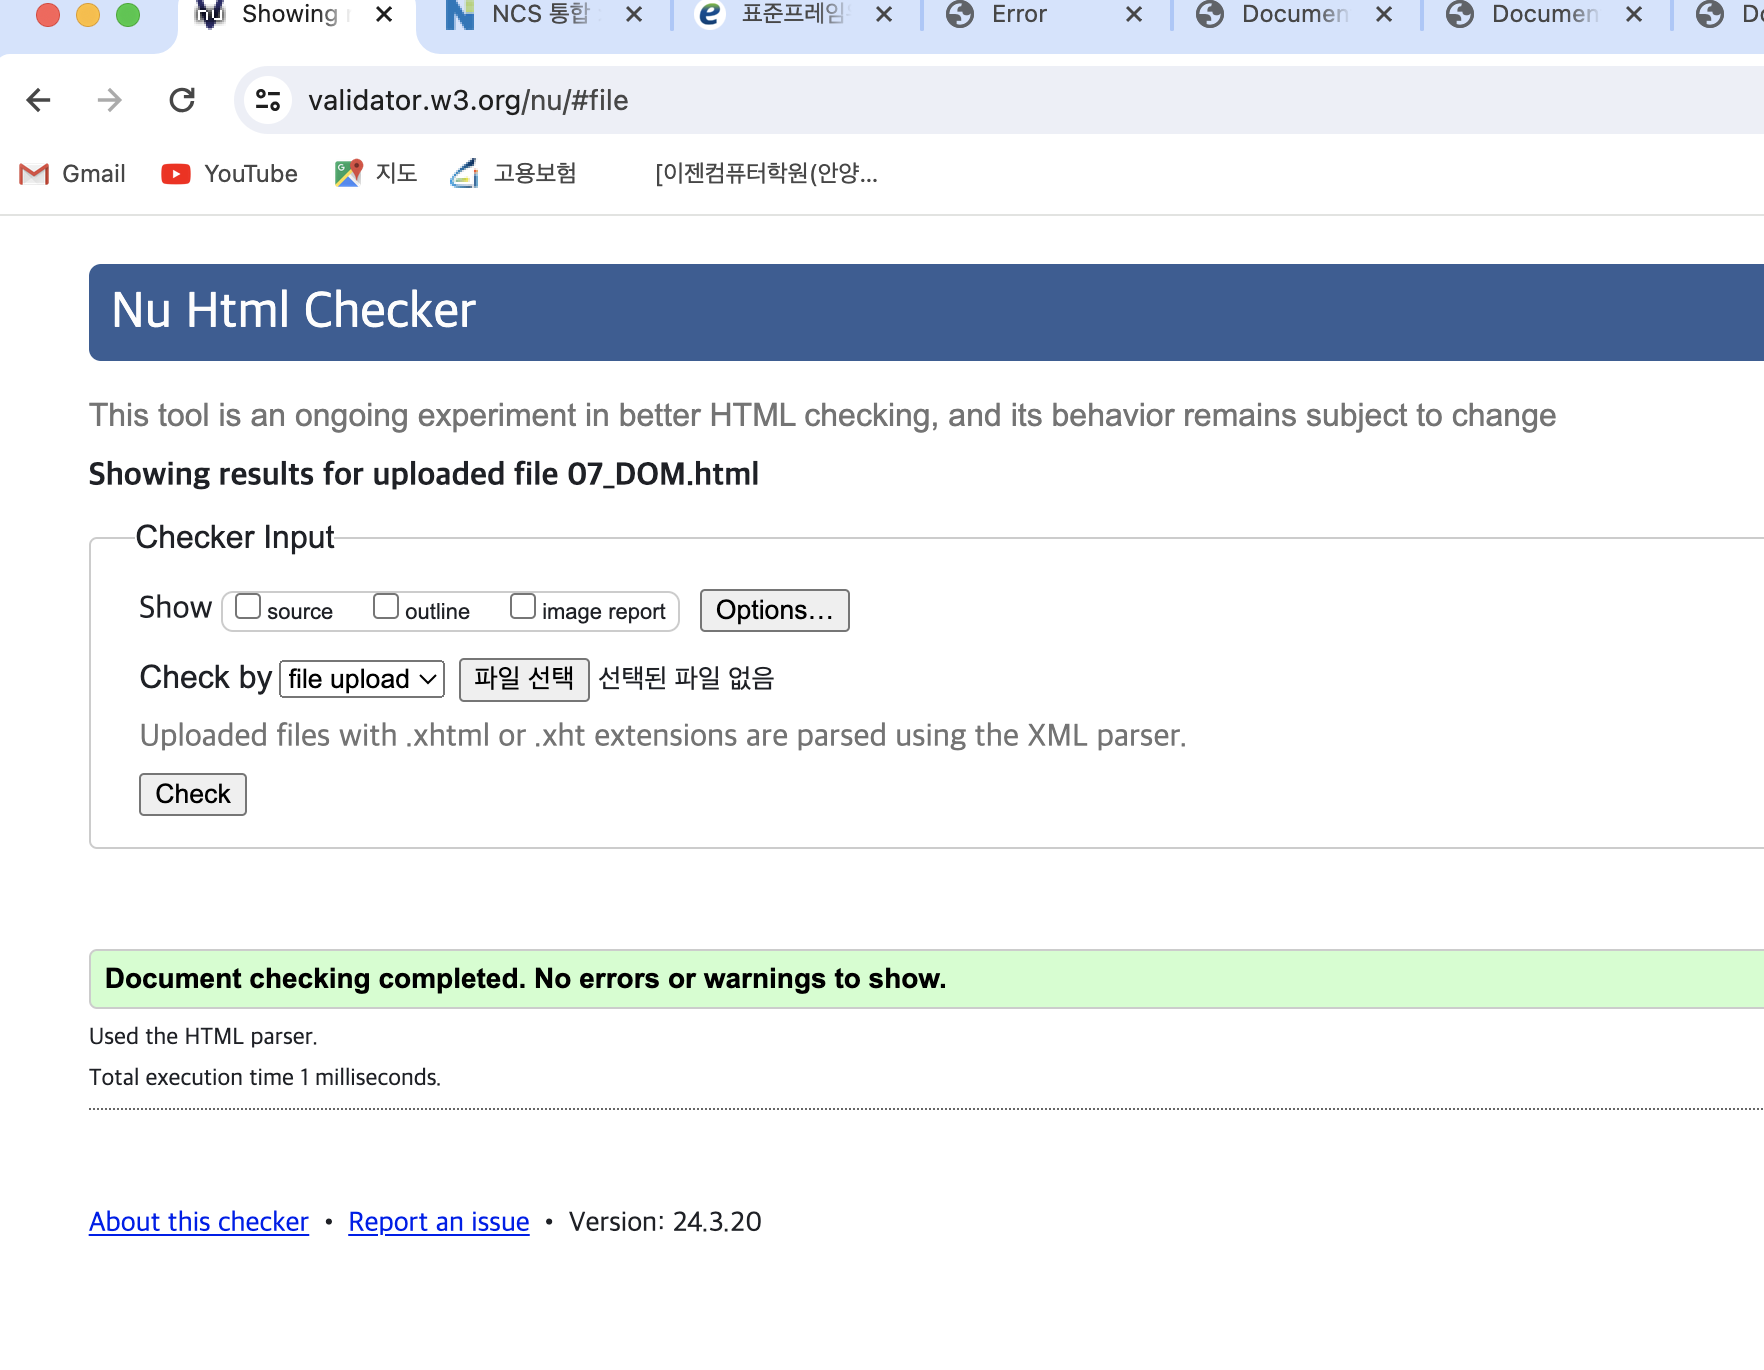 Showing
NCS 통합
표준프레임
Error
Documen
Documen
validator.w3.org/nu/#file
Gmail
YouTube
지도
고용보험
[이젠컴퓨터학원(안양...
Nu Html Checker
This tool is an ongoing experiment in better HTML checking, and its behavior remains subject to change
Showing results for uploaded file 07_DOM.html
Checker Input
Show source outline image report Options...
Check by file upload 파일 선택 선택된 파일 없음
Uploaded files with .xhtml or .xht extensions are parsed using the XML parser.
Check
Document checking completed. No errors or warnings to show.
Used the HTML parser.
Total execution time 1 milliseconds.
About this checker • Report an issue • Version: 24.3.20